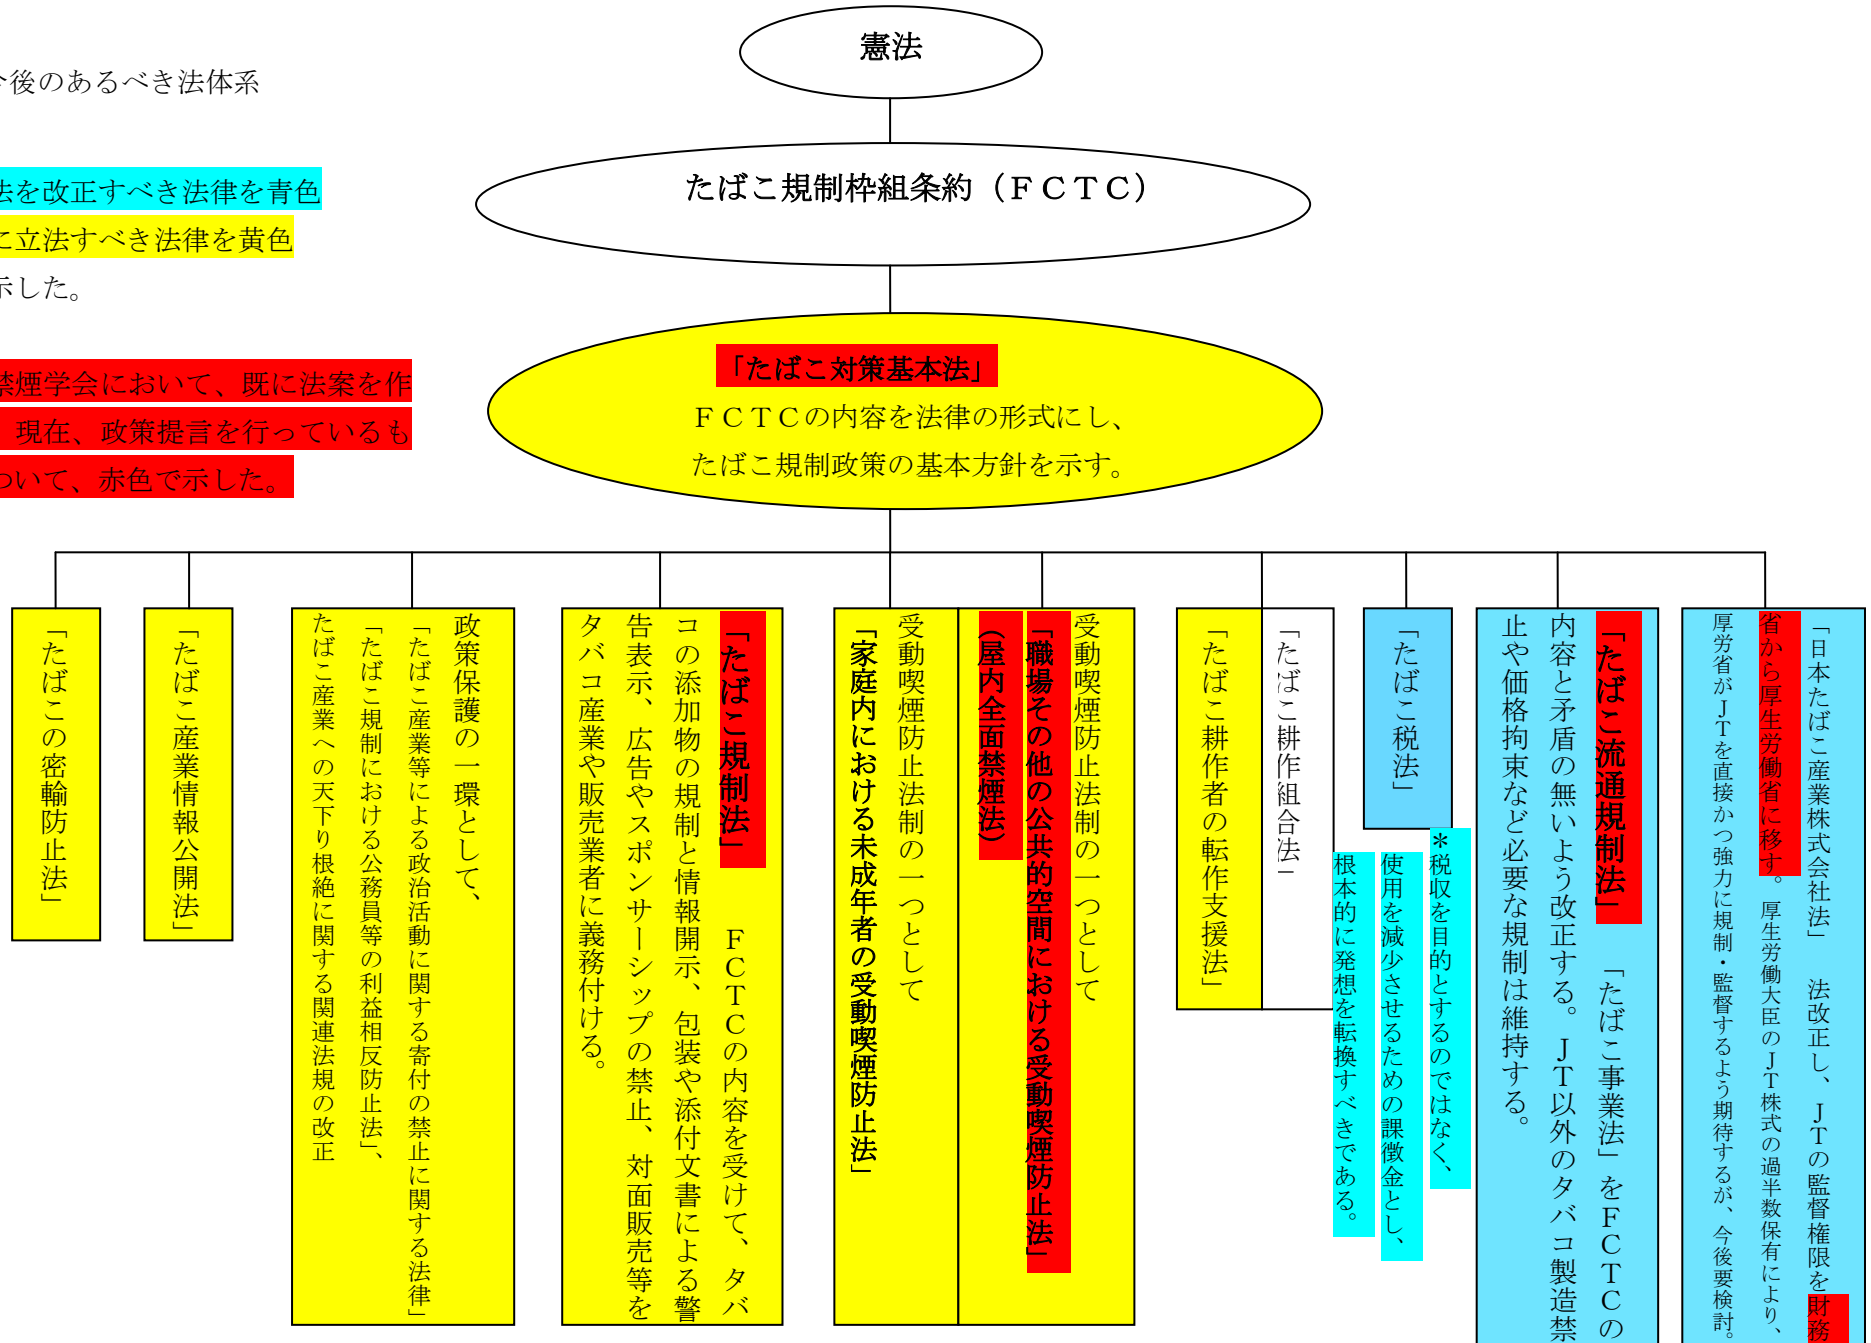 憲法
今後のあるべき法体系
たばこ規制枠組条約（ＦＣＴＣ）
法を改正すべき法律を青色
に立法すべき法律を黄色
示した。
「たばこ対策基本法」
ＦＣＴＣの内容を法律の形式にし、
たばこ規制政策の基本方針を示す。
禁煙学会において、既に法案を作
現在、政策提言を行っているも
ついて、赤色で示した。
「日本たばこ産業株式会社法」　法改正し、ＪＴの監督権限を財務
省から厚生労働省に移す。厚生労働大臣のＪＴ株式の過半数保有により、
厚労省がＪＴを直接かつ強力に規制・監督するよう期待するが、今後要検討。
「たばこ流通規制法」　「たばこ事業法」をＦＣＴＣの
内容と矛盾の無いよう改正する。ＪＴ以外のタバコ製造禁
止や価格拘束など必要な規制は維持する。
「たばこ税法」
＊税収を目的とするのではなく、
使用を減少させるための課徴金とし、
根本的に発想を転換すべきである。
「たばこ耕作組合法」
「たばこ耕作者の転作支援法」
受動喫煙防止法制の一つとして
「職場その他の公共的空間における受動喫煙防止法」
（屋内全面禁煙法）
受動喫煙防止法制の一つとして
「家庭内における未成年者の受動喫煙防止法」
「たばこ規制法」　ＦＣＴＣの内容を受けて、タバ
コの添加物の規制と情報開示、包装や添付文書による警
告表示、広告やスポンサーシップの禁止、対面販売等を
タバコ産業や販売業者に義務付ける。
政策保護の一環として、
「たばこ産業等による政治活動に関する寄付の禁止に関する法律」
「たばこ規制における公務員等の利益相反防止法」、
たばこ産業への天下り根絶に関する関連法規の改正
「たばこ産業情報公開法」
「たばこの密輸防止法」